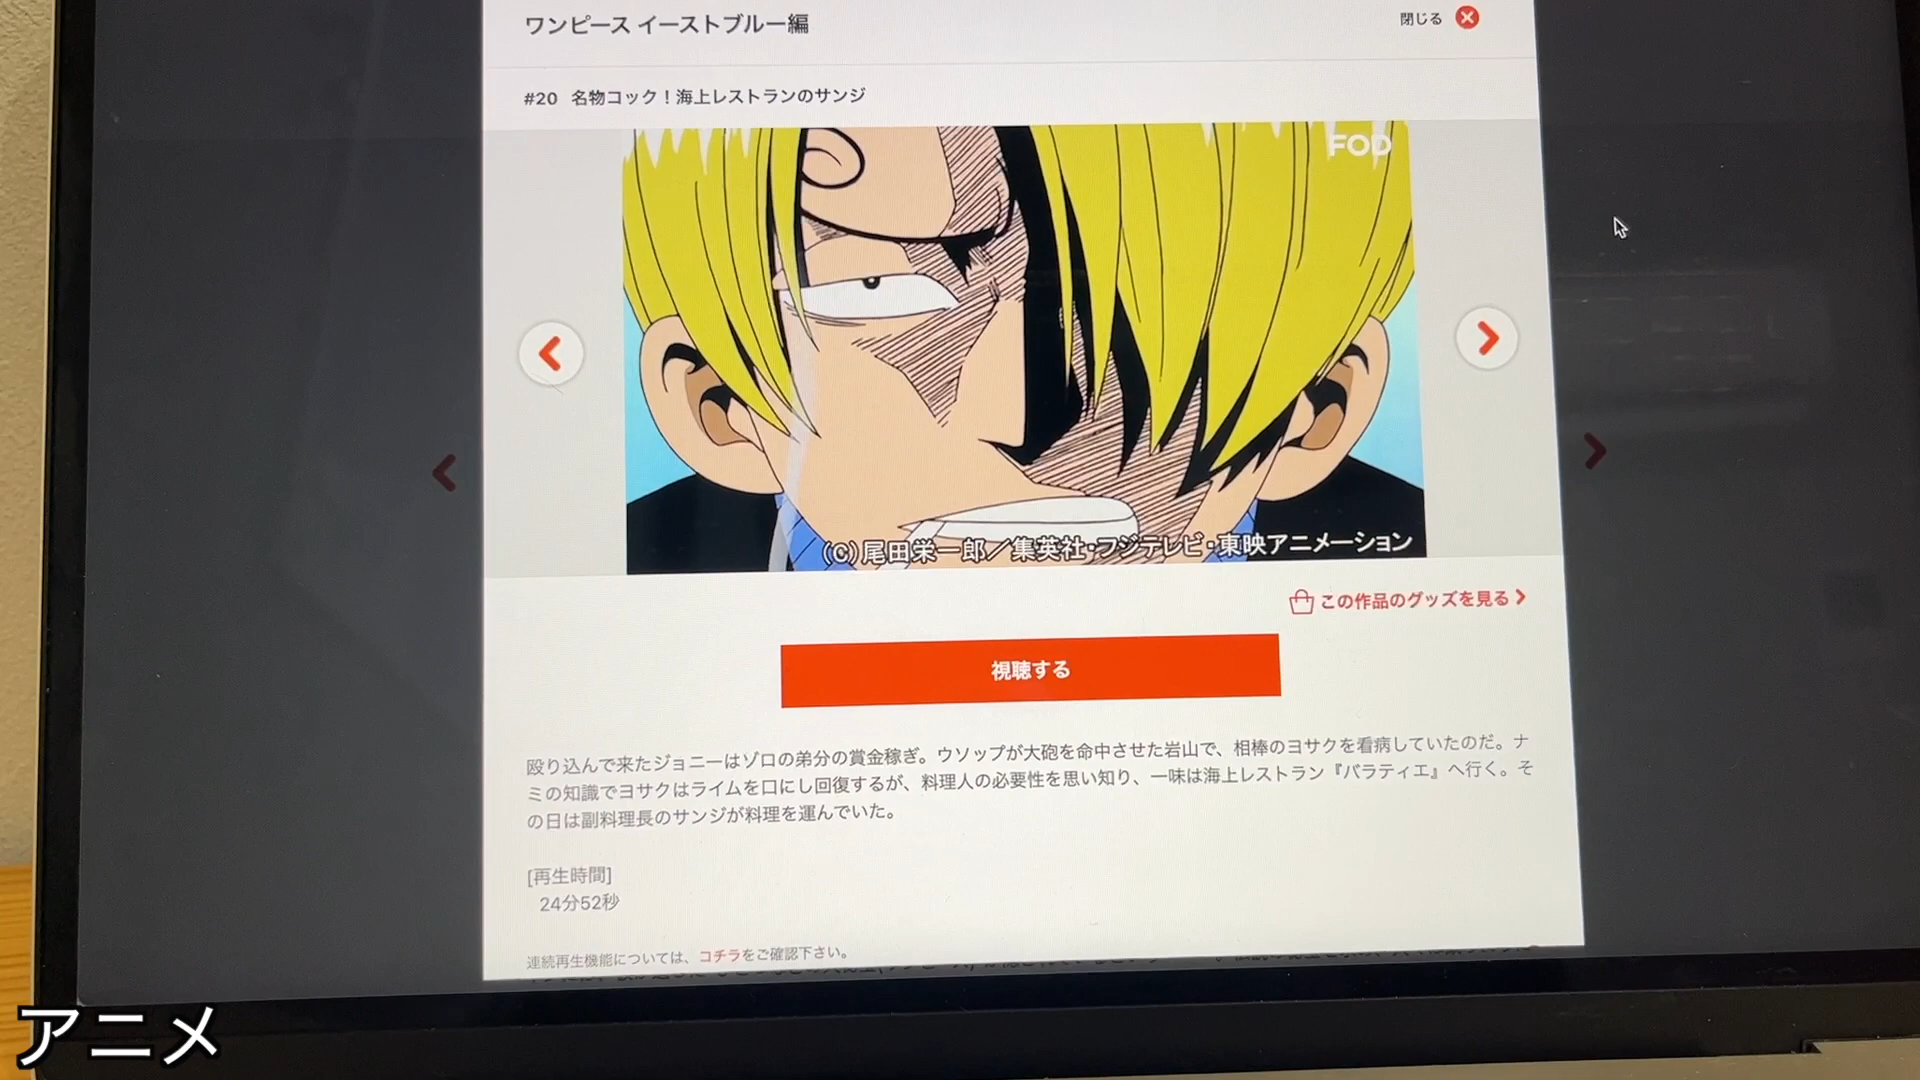 ワンピース イーストブルー編
閉じる
#20 名物コック！海上レストランのサンジ
FOD
(C)尾田栄一郎／集英社・フジテレビ・東映アニメーション
この作品のグッズを見る
視聴する
殴り込んで来たジョニーはゾロの弟分の賞金稼ぎ。ウソップが大砲を命中させた岩山で、相棒のヨサクを看病していたのだ。ナ
ミの知識でヨサクはライムを口にし回復するが、料理人の必要性を思い知り、一味は海上レストラン『バラティエ』へ行く。そ
の日は副料理長のサンジが料理を運んでいた。
[再生時間]
24分52秒
連続再生機能については、コチラをご確認下さい。
アニメ